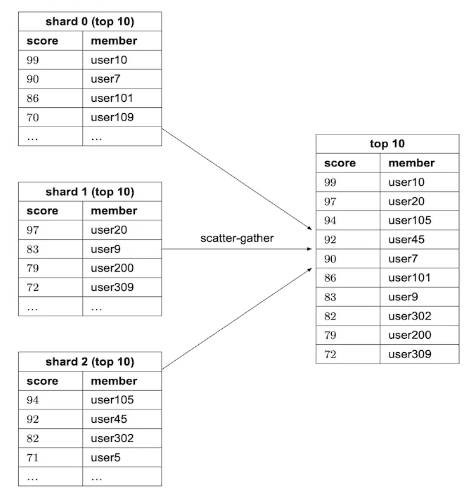 shard 0 (top 10)
score member
99 user10
90 user7
86 user101
70 user109
... ...
shard 1 (top 10)
score member
97 user20
83 user9
79 user200
72 user309
... ...
shard 2 (top 10)
score member
94 user105
92 user45
82 user302
71 user5
... ...
scatter-gather
top 10
score member
99 user10
97 user20
94 user105
92 user45
90 user7
86 user101
83 user9
82 user302
79 user200
72 user309